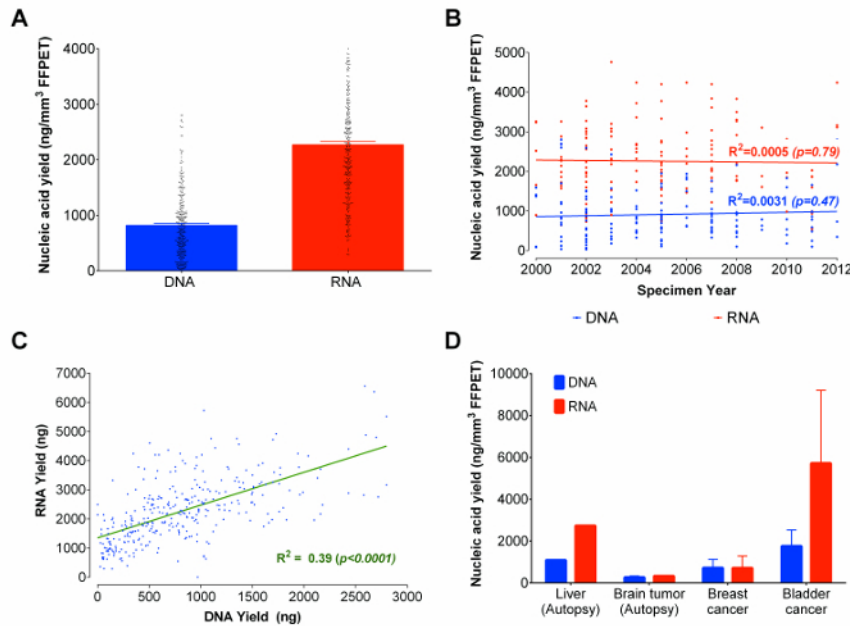 A
Nucleic acid yield (ng/mm³ FFPET)
4000
3000
2000
1000
0
DNA
RNA
B
Nucleic acid yield (ng/mm³ FFPET)
5000
4000
3000
2000
1000
0
R²=0.0005 (p=0.79)
R²=0.0031 (p=0.47)
2000
2002
2004
2006
2008
2010
2012
Specimen Year
DNA
RNA
C
RNA Yield (ng)
7000
6000
5000
4000
3000
2000
1000
0
R² = 0.39 (p<0.0001)
0
500
1000
1500
2000
2500
3000
DNA Yield (ng)
D
Nucleic acid yield (ng/mm³ FFPET)
10000
8000
6000
4000
2000
0
DNA
RNA
Liver
(Autopsy)
Brain tumor
(Autopsy)
Breast
cancer
Bladder
cancer